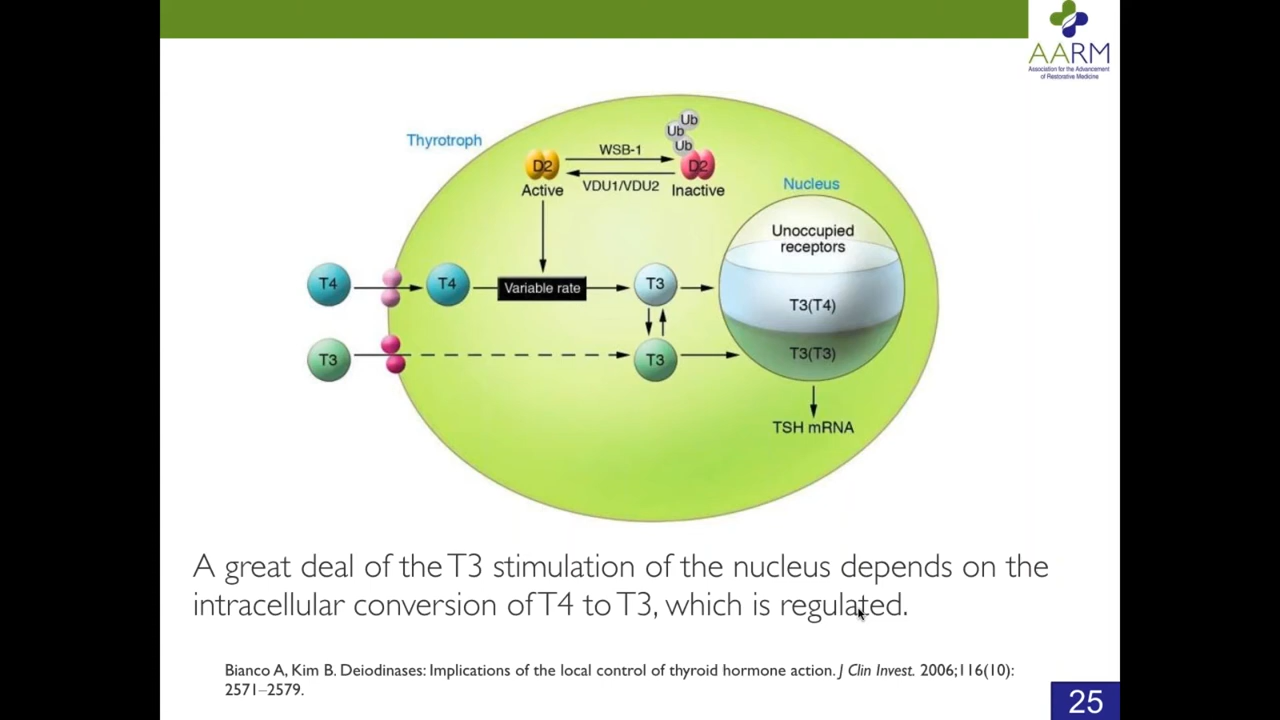 AARM
Association for the Advancement
of Restorative Medicine
Thyrotroph
Ub
Ub
Ub
D2
WSB-1
D2
Active
VDU1/VDU2
Inactive
Nucleus
Unoccupied
receptors
T4
T4
Variable rate
T3
T3(T4)
T3
T3
T3(T3)
TSH mRNA
A great deal of the T3 stimulation of the nucleus depends on the
intracellular conversion of T4 to T3, which is regulated.
Bianco A, Kim B. Deiodinases: Implications of the local control of thyroid hormone action. J Clin Invest. 2006;116(10):
2571–2579.
25